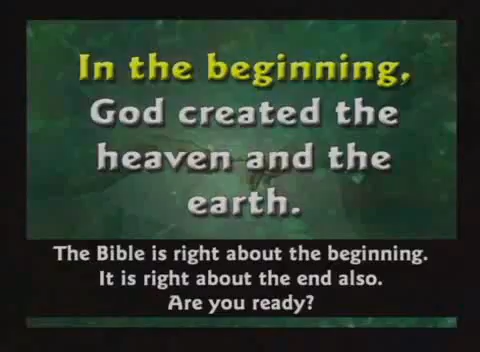 In the beginning,
God created the
heaven and the
earth.
The Bible is right about the beginning.
It is right about the end also.
Are you ready?